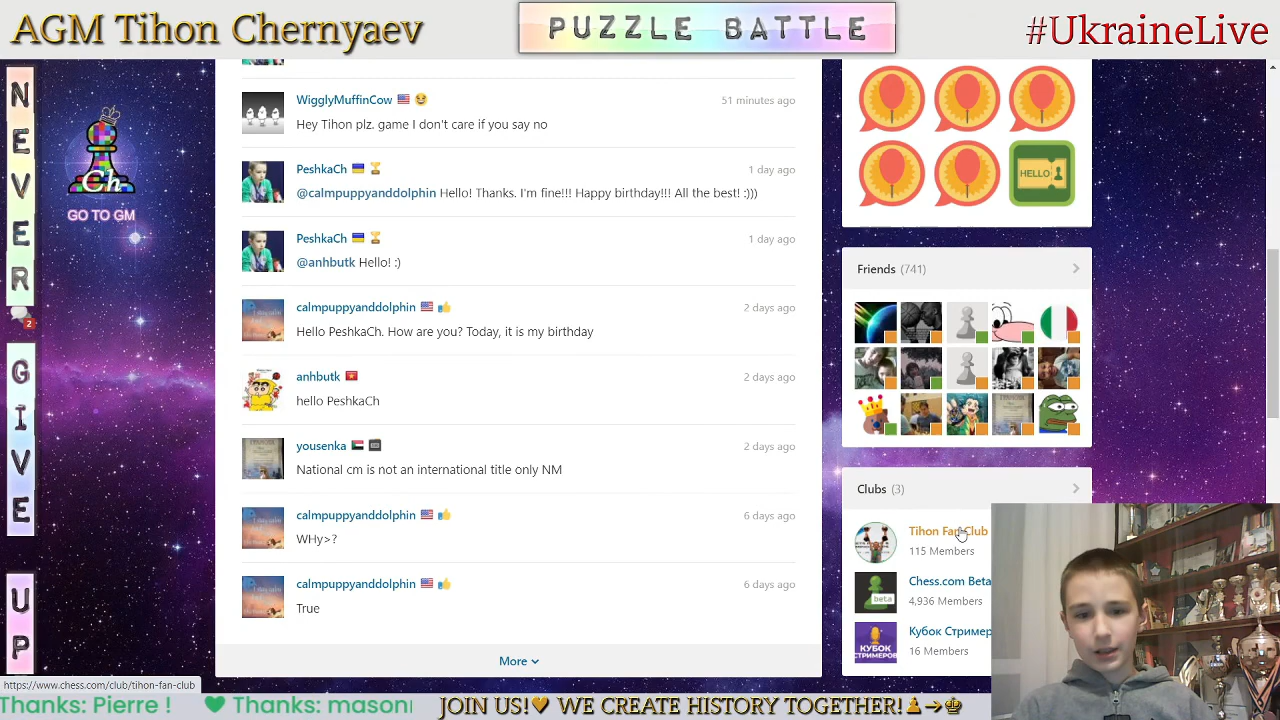 AGM Tihon Chernyaev
PUZZLE BATTLE
#UkraineLive
NEVER
GIVE
UP
Ch
GO TO GM
2
WigglyMuffinCow
51 minutes ago
Hey Tihon plz. game I don't care if you say no
PeshkaCh
1 day ago
@calmpuppyanddolphin Hello! Thanks. I'm fine!!! Happy birthday!!! All the best! :)))
PeshkaCh
1 day ago
@anhbutk Hello! :)
calmpuppyanddolphin
2 days ago
Hello PeshkaCh. How are you? Today, it is my birthday
anhbutk
2 days ago
hello PeshkaCh
yousenka
2 days ago
National cm is not an international title only NM
calmpuppyanddolphin
6 days ago
WHy>?
calmpuppyanddolphin
6 days ago
True
More
HELLO
Friends (741)
Clubs (3)
Tihon Fan Club
115 Members
Chess.com Beta
beta
4,936 Members
Кубок Стример
КУБОК
СТРИМЕРОВ
16 Members
https://www.chess.com/club/tihon-fan-club
Thanks: Pierre ! Thanks: mason
JOIN US! WE CREATE HISTORY TOGETHER!